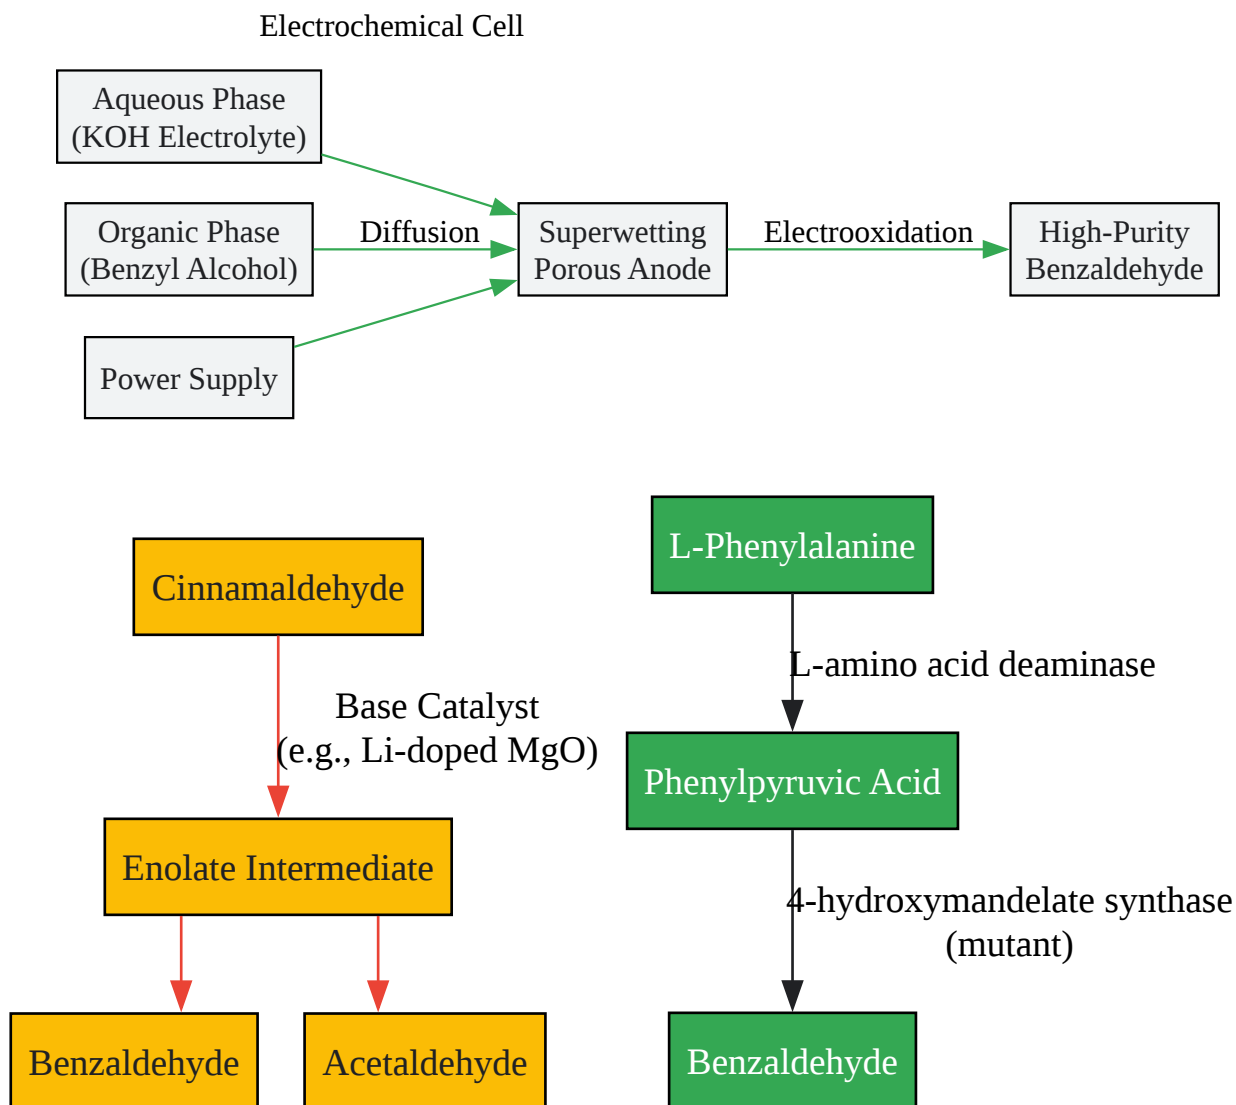 Electrochemical Cell
Aqueous Phase
(KOH Electrolyte)
Organic Phase
(Benzyl Alcohol)
Diffusion
Superwetting
Porous Anode
Electrooxidation
High-Purity
Benzaldehyde
Power Supply
Cinnamaldehyde
Base Catalyst
(e.g., Li-doped MgO)
Enolate Intermediate
Benzaldehyde
Acetaldehyde
L-Phenylalanine
L-amino acid deaminase
Phenylpyruvic Acid
4-hydroxymandelate synthase
(mutant)
Benzaldehyde